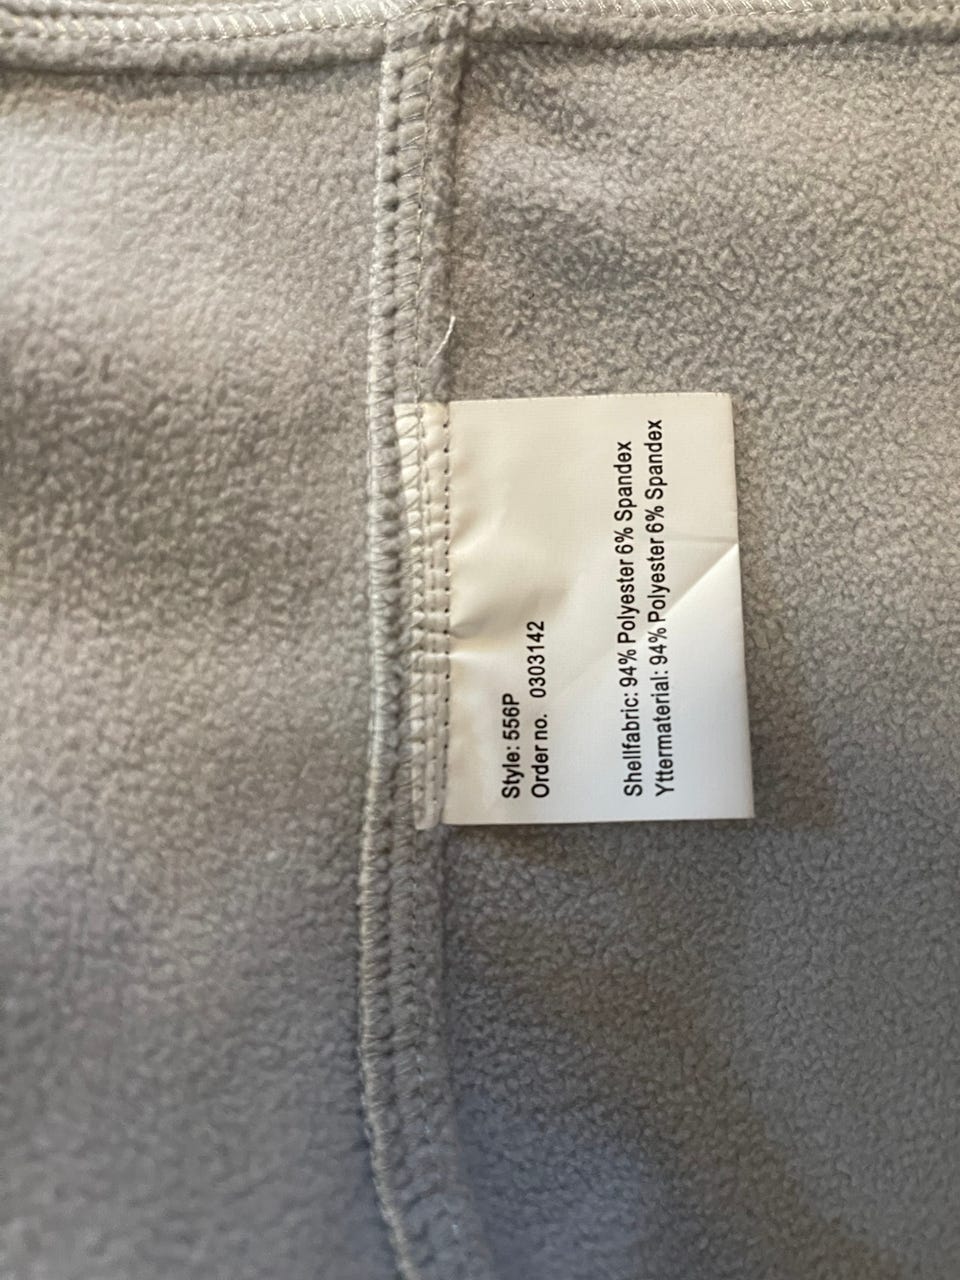 Style: 556P
Order no. 0303142
Shellfabric: 94% Polyester 6% Spandex
Yttermaterial: 94% Polyester 6% Spandex